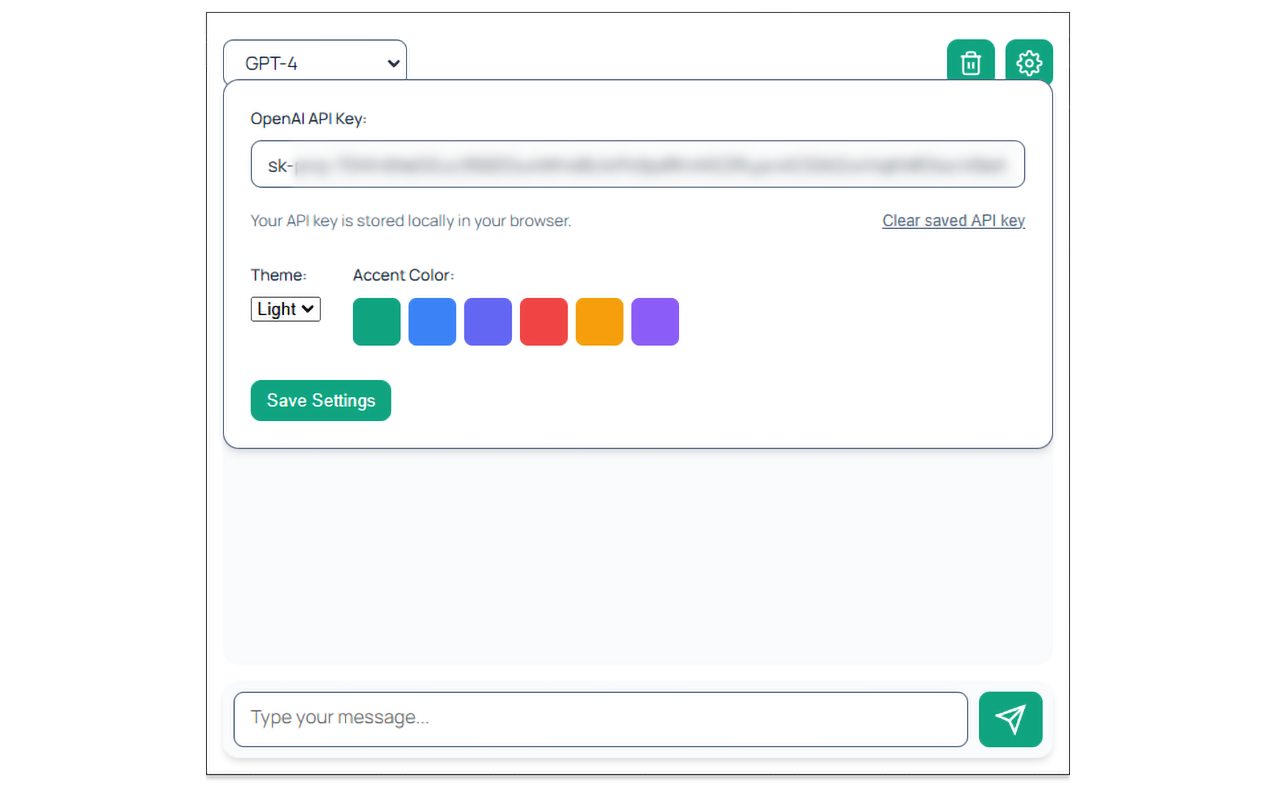 GPT-4
OpenAI API Key:
sk-
Your API key is stored locally in your browser. Clear saved API key
Theme: Accent Color:
Light
Save Settings
Type your message...